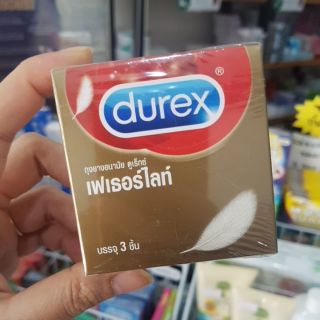 durex®
ถุงยางอนามัย ดูเร็กซ์
เฟเธอร์ไลท์
บรรจุ 3 ชิ้น